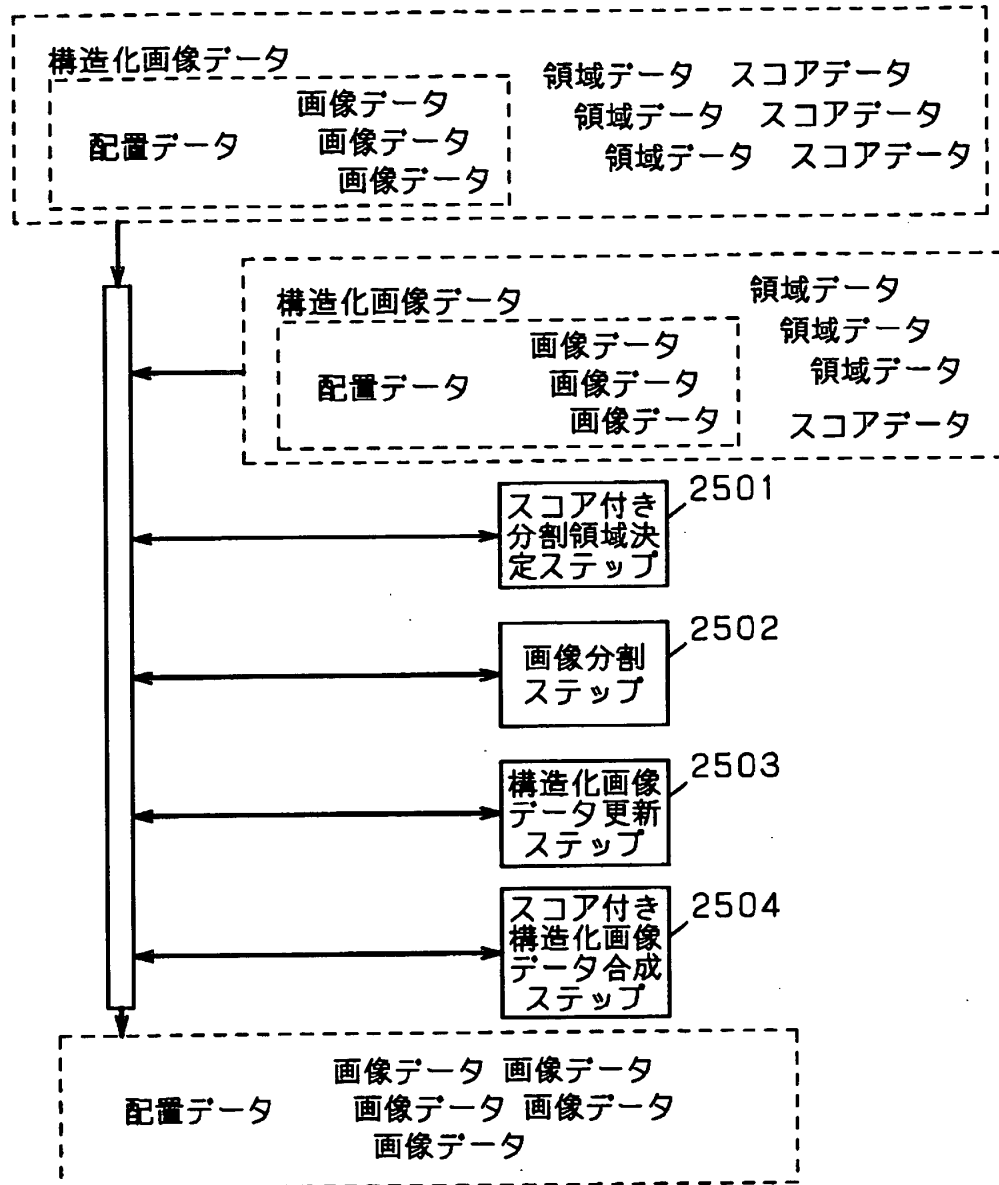 構造化画像データ
領域データ スコアデータ
画像データ
領域データ スコアデータ
配置データ 画像データ
領域データ スコアデータ
画像データ
構造化画像データ
領域データ
画像データ
領域データ
配置データ 画像データ
領域データ
画像データ
スコアデータ
スコア付き
分割領域決
定ステップ
2501
画像分割
ステップ
2502
構造化画像
データ更新
ステップ
2503
スコア付き
構造化画像
データ合成
ステップ
2504
画像データ 画像データ
配置データ 画像データ 画像データ
画像データ